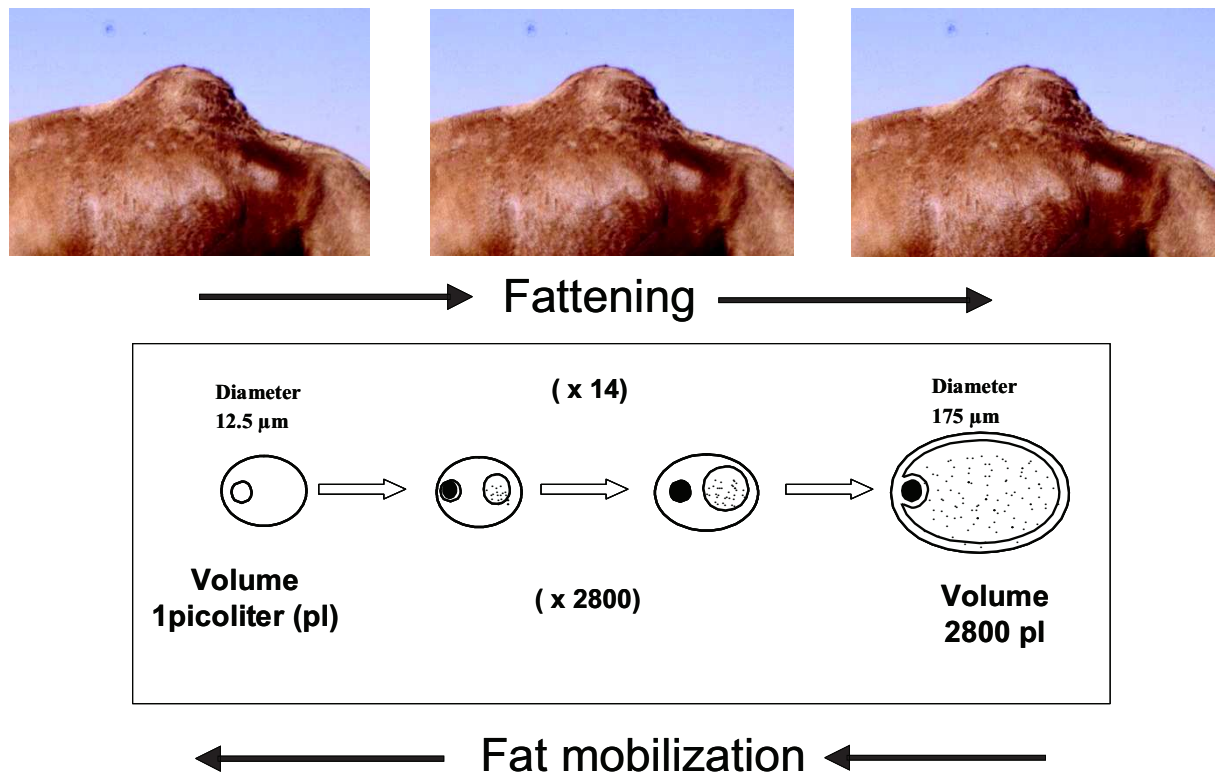 Fattening
Diameter
12.5 µm
( x 14)
Diameter
175 µm
Volume
1picoliter (pl)
( x 2800)
Volume
2800 pl
Fat mobilization